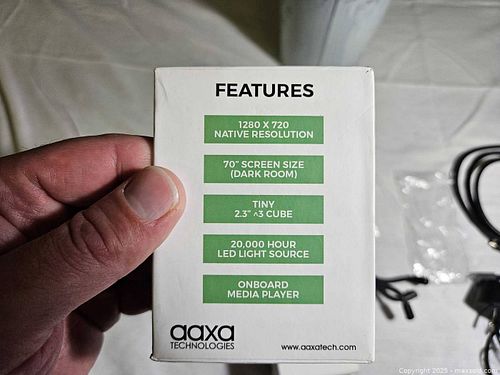 FEATURES
1280 X 720
NATIVE RESOLUTION
70" SCREEN SIZE
(DARK ROOM)
TINY
2.3" ^3 CUBE
20,000 HOUR
LED LIGHT SOURCE
ONBOARD
MEDIA PLAYER
aaxa
TECHNOLOGIES
www.aaxatech.com
Copyright 2025 - maxsold.com